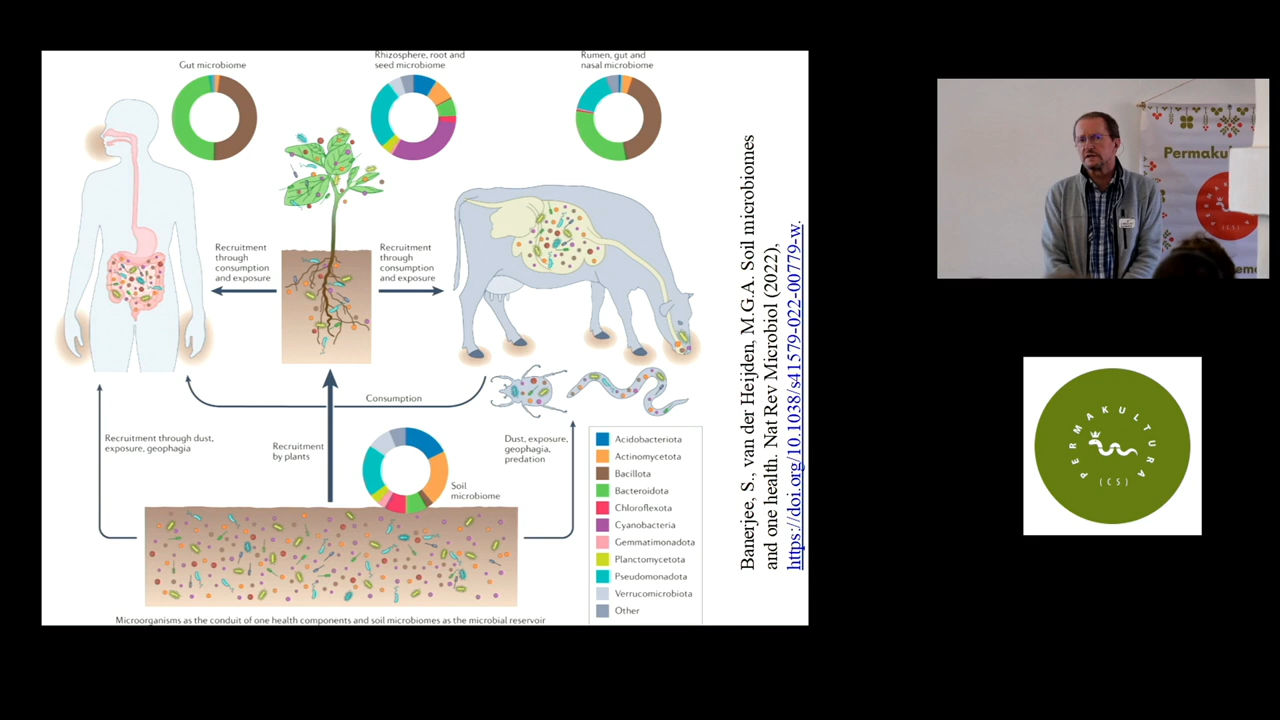 Gut microbiome
Rhizosphere, root and
seed microbiome
Rumen, gut and
nasal microbiome
Recruitment
through
consumption
and exposure
Recruitment
through
consumption
and exposure
Consumption
Recruitment through dust,
exposure, geophagia
Recruitment
by plants
Dust, exposure,
geophagia,
predation
Soil
microbiome
Acidobacteriota
Actinomycetota
Bacillota
Bacteroidota
Chloroflexota
Cyanobacteria
Gemmatimonadota
Planctomycetota
Pseudomonadota
Verrucomicrobiota
Other
Microorganisms as the conduit of one health components and soil microbiomes as the microbial reservoir
Banerjee, S., van der Heijden, M.G.A. Soil microbiomes
and one health. Nat Rev Microbiol (2022),
https://doi.org/10.1038/s41579-022-00779-w.
Permaku
PERMAKULTURA
(CS)